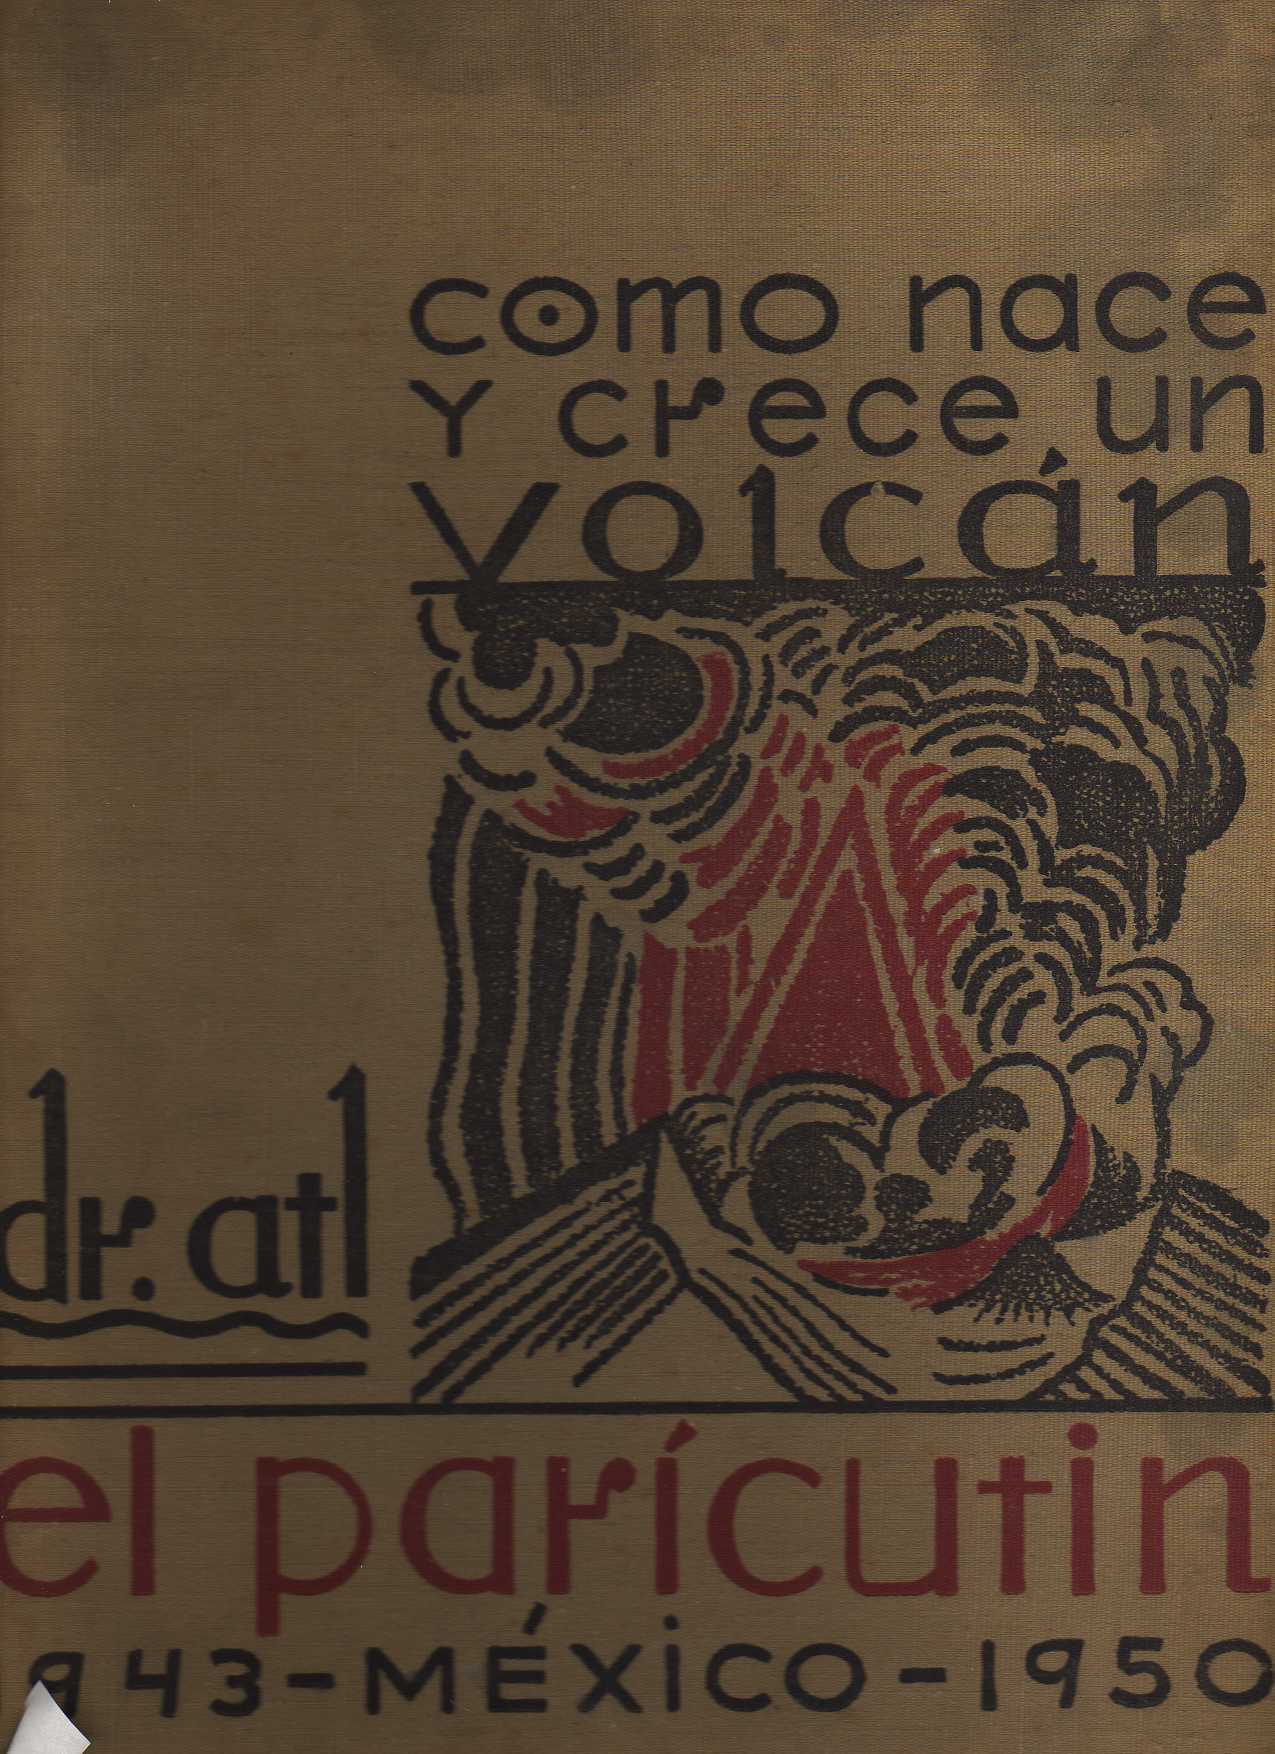 como nace
y crece un
volcán
dr. atl
el parícutin
943-MÉXiCO-1950